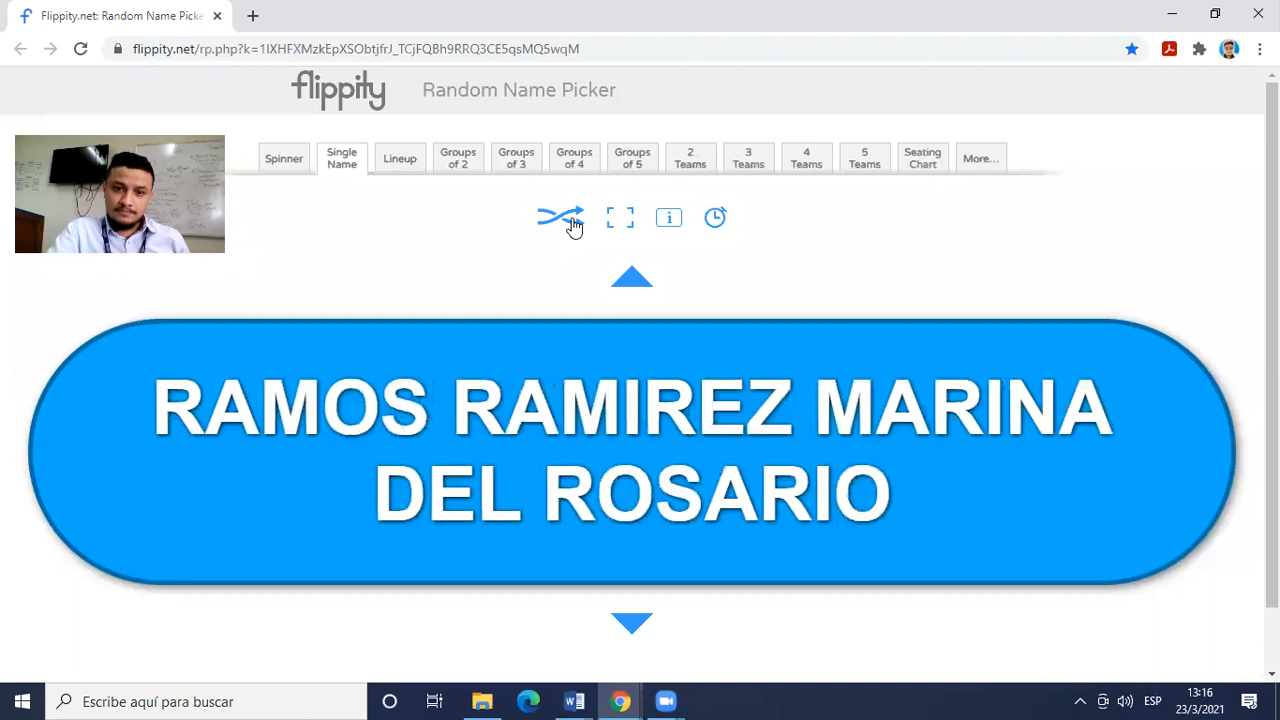 Flippity.net: Random Name Picke
flippity.net/rp.php?k=1IXHFXMzkEpXSObtjfrJ_TCjFQBh9RRQ3CE5qsMQ5wqM
flippity Random Name Picker
Spinner
Single
Name
Lineup
Groups
of 2
Groups
of 3
Groups
of 4
Groups
of 5
2
Teams
3
Teams
4
Teams
5
Teams
Seating
Chart
More...
RAMOS RAMIREZ MARINA
DEL ROSARIO
Escribe aquí para buscar
ESP
13:16
23/3/2021